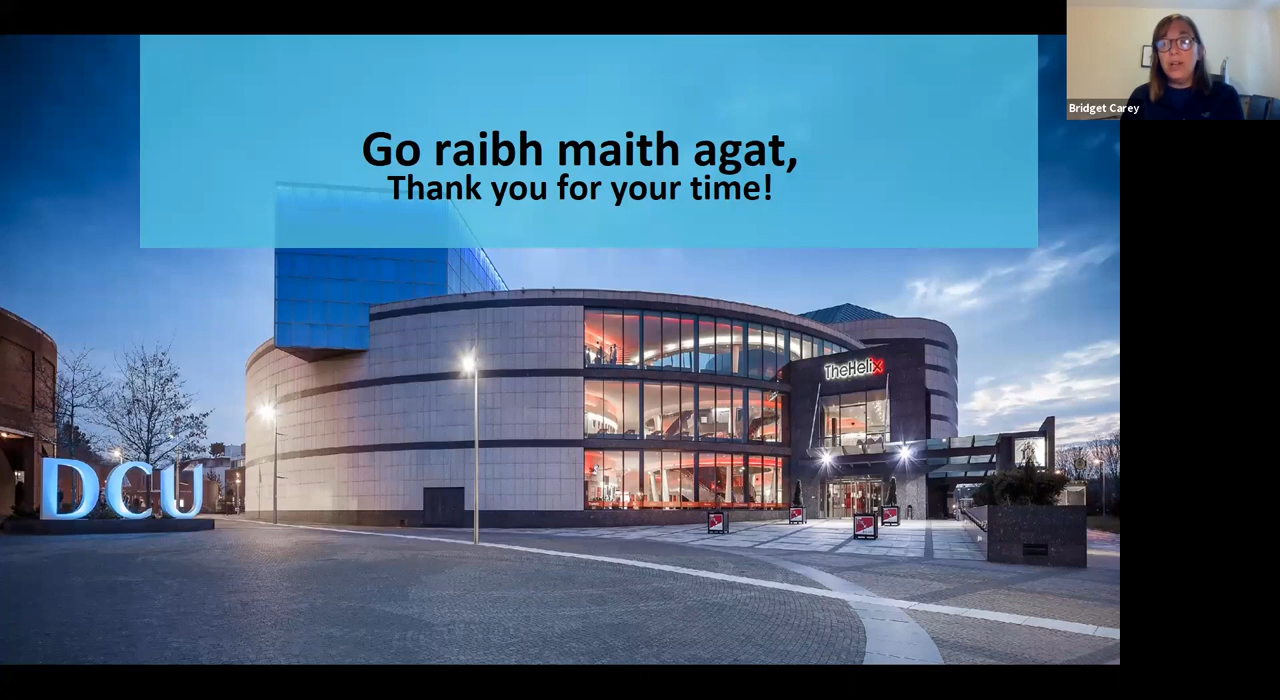 Bridget Carey
Go raibh maith agat,
Thank you for your time!
TheHelix
DCU